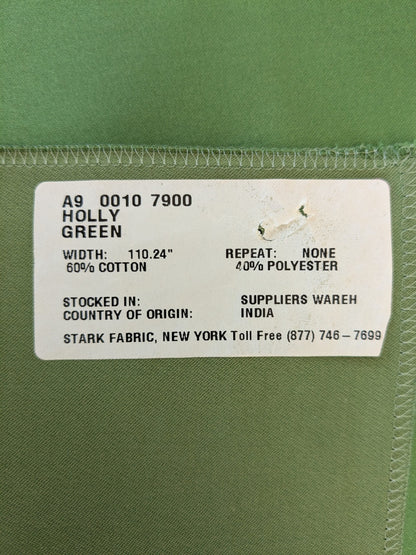 A9 0010 7900
HOLLY
GREEN
WIDTH: 110.24" REPEAT: NONE
60% COTTON 40% POLYESTER
STOCKED IN: SUPPLIERS WAREH
COUNTRY OF ORIGIN: INDIA
STARK FABRIC, NEW YORK Toll Free (877) 746-7699